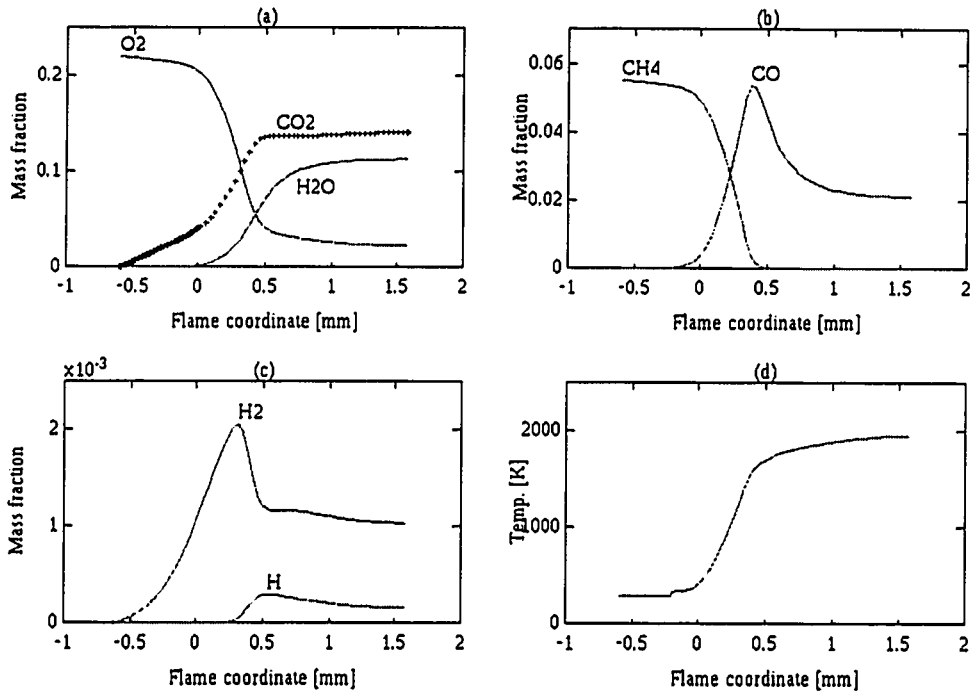 (a)
O2
CO2
H2O
0.2
0.1
0
Mass fraction
-1 -0.5 0 0.5 1 1.5 2
Flame coordinate [mm]
(b)
CH4
CO
0.06
0.04
0.02
0
Mass fraction
-1 -0.5 0 0.5 1 1.5 2
Flame coordinate [mm]
×10-3
(c)
H2
H
2
1
0
Mass fraction
-1 -0.5 0 0.5 1 1.5 2
Flame coordinate [mm]
(d)
2000
1000
0
Temp. [K]
-1 -0.5 0 0.5 1 1.5 2
Flame coordinate [mm]